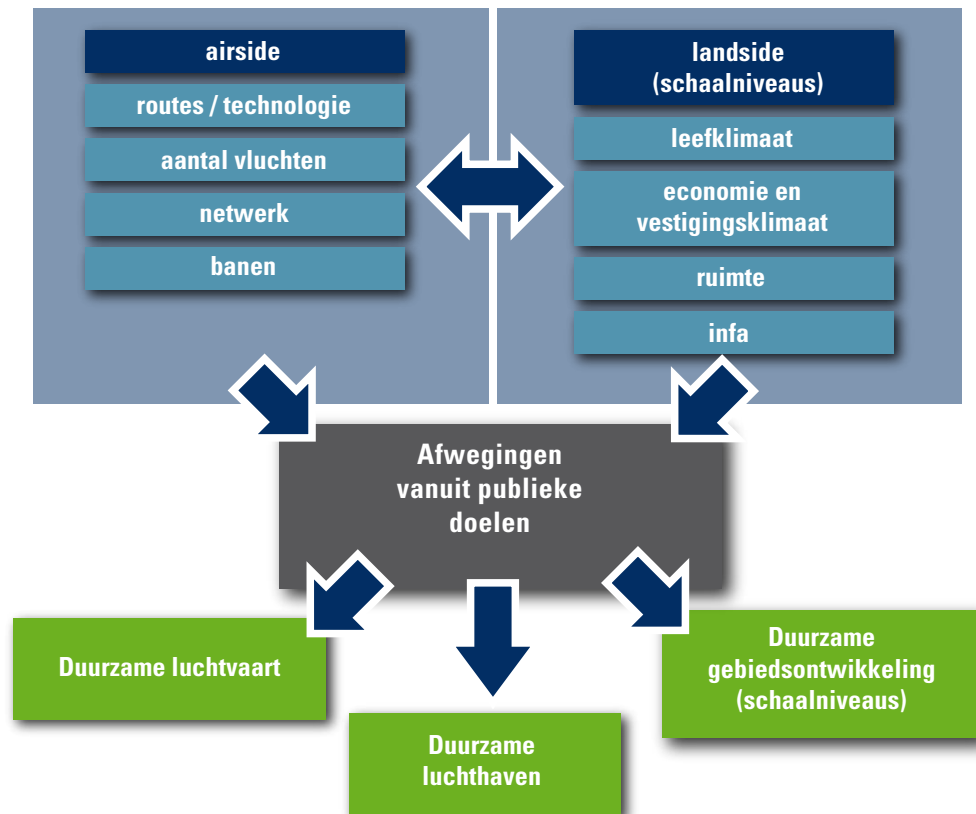 airside
routes / technologie
aantal vluchten
netwerk
banen
landside
(schaalniveaus)
leefklimaat
economie en
vestigingsklimaat
ruimte
infa
Afwegingen
vanuit publieke
doelen
Duurzame luchtvaart
Duurzame
luchthaven
Duurzame
gebiedsontwikkeling
(schaalniveaus)